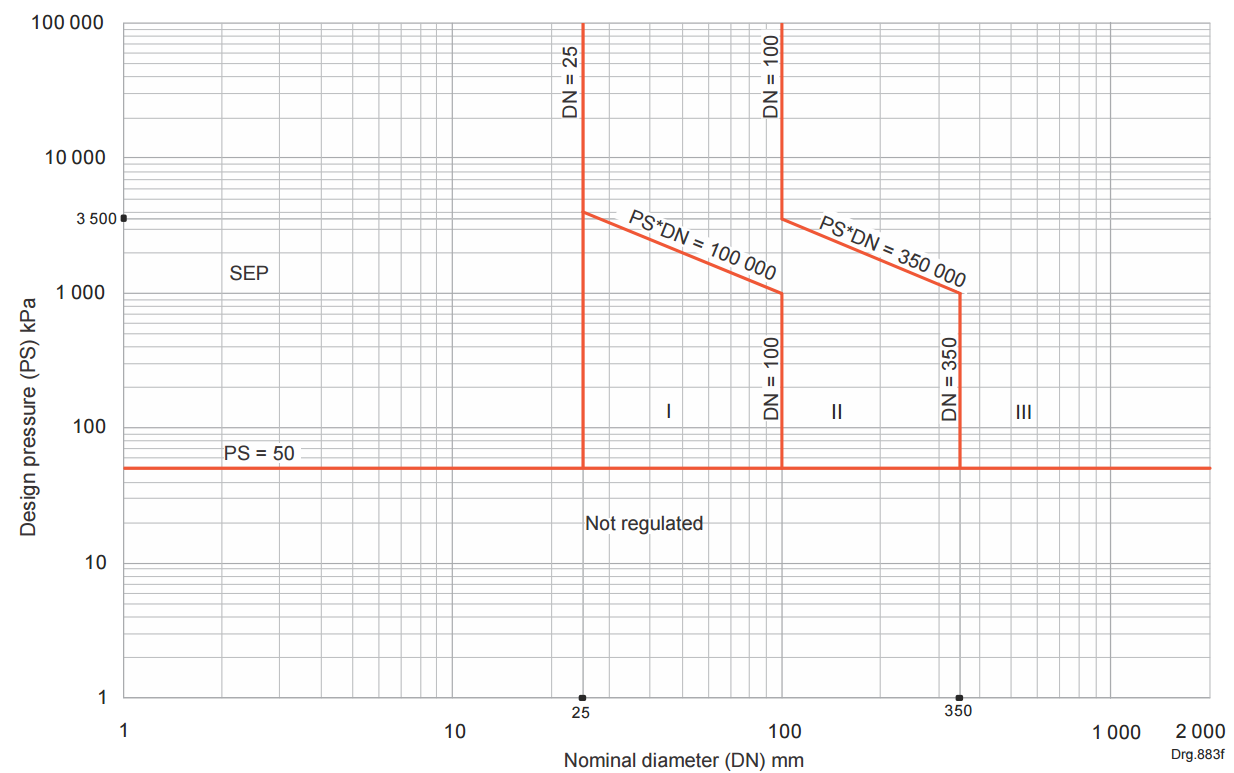 100 000
DN = 25
DN = 100
10 000
3 500
PS*DN = 100 000
PS*DN = 350 000
SEP
1 000
Design pressure (PS) kPa
DN = 100
DN = 350
I
II
III
100
PS = 50
Not regulated
10
1
25
350
1
10
100
1 000
2 000
Nominal diameter (DN) mm
Drg.883f